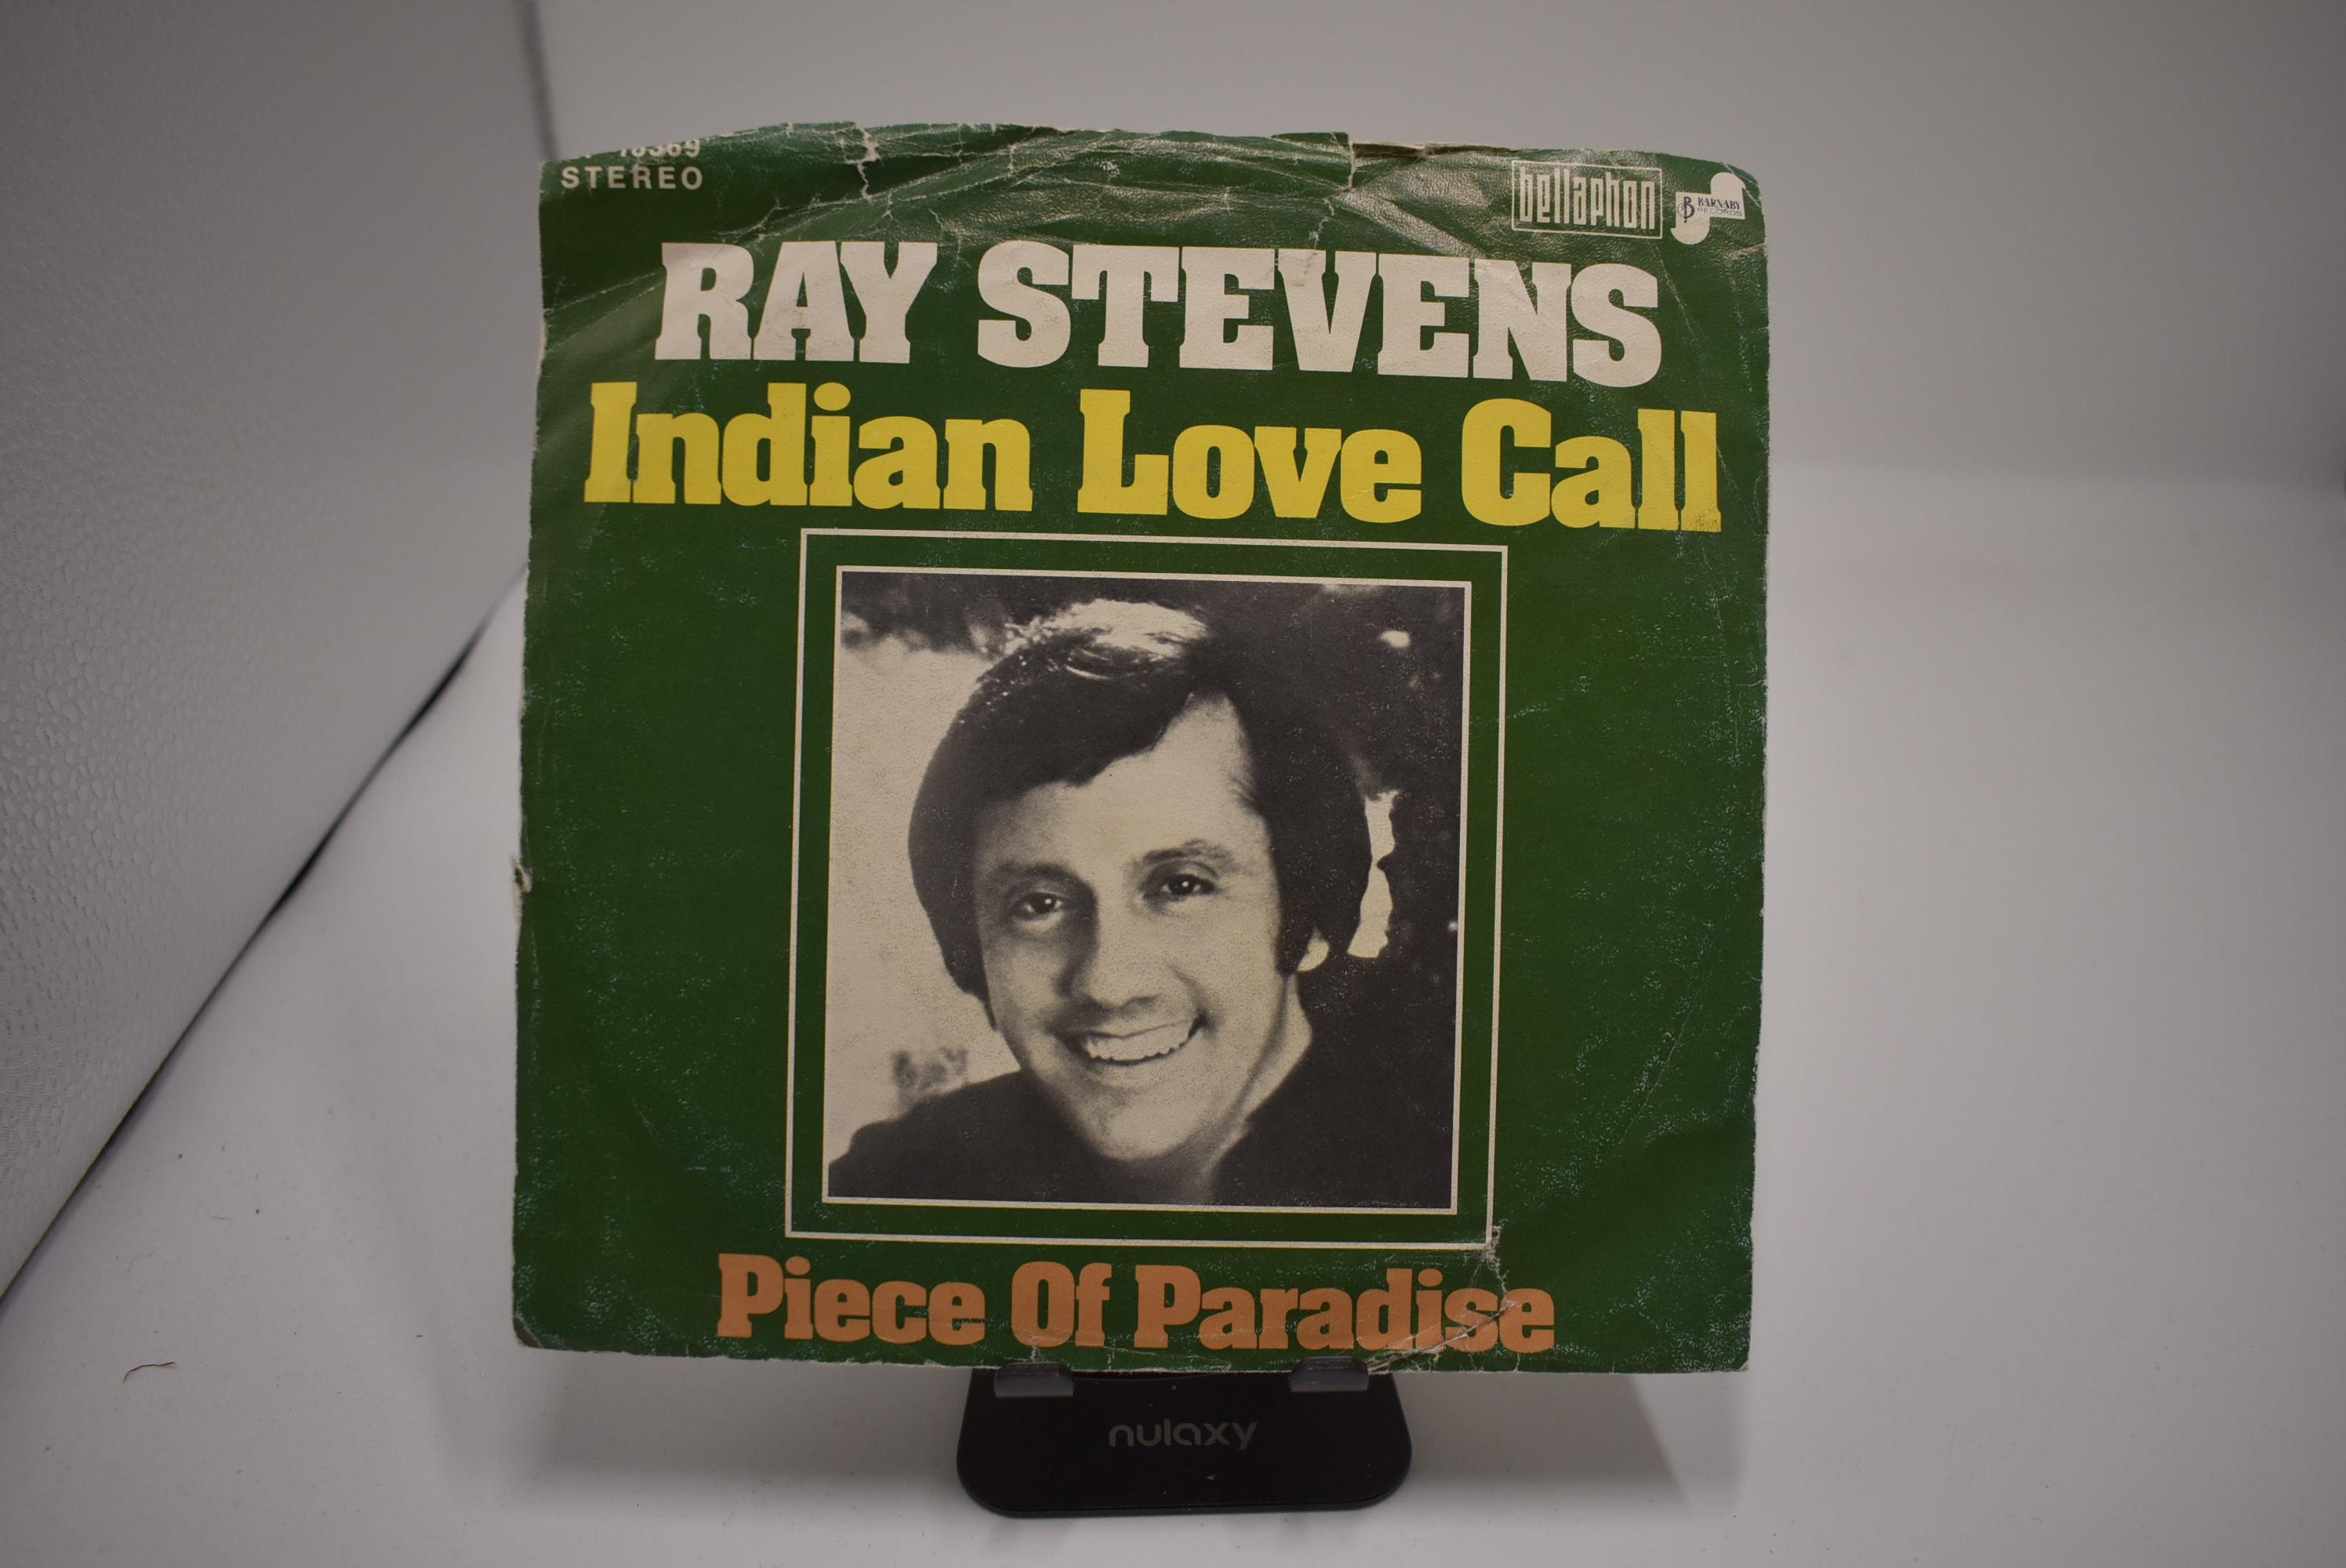 STEREO
bellaphon
BARNABY
RECORDS
RAY STEVENS
Indian Love Call
Piece Of Paradise
nulaxy